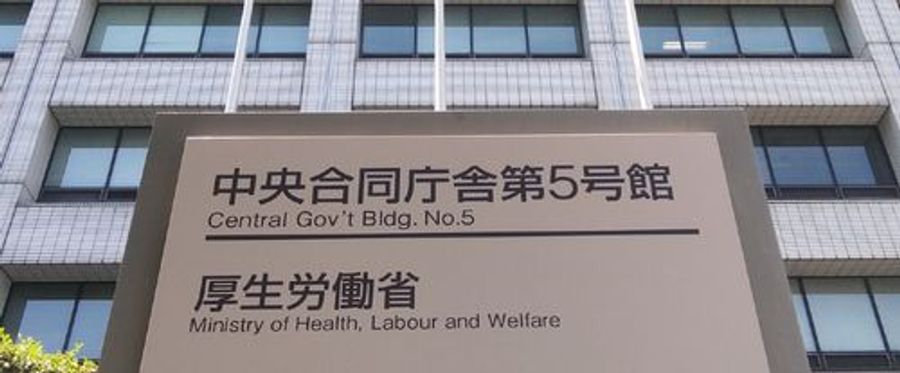 中央合同庁舎第5号館
Central Gov't Bldg. No.5
厚生労働省
Ministry of Health, Labour and Welfare